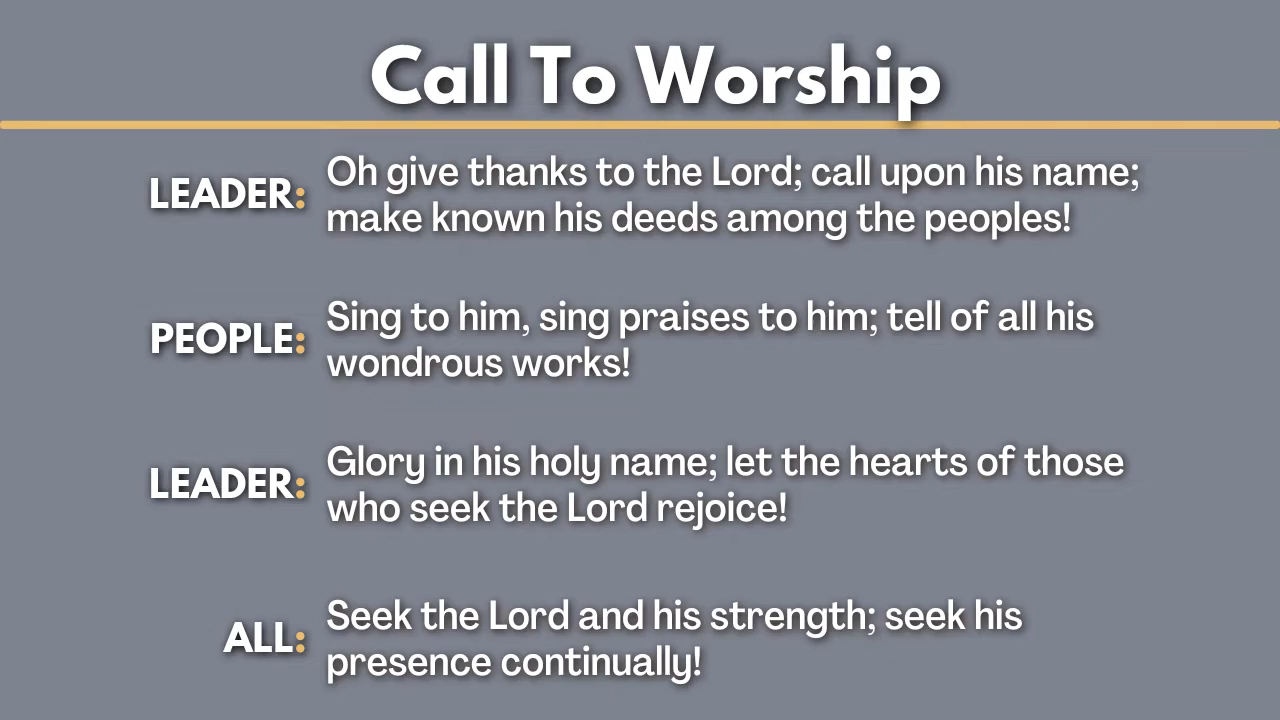 Call To Worship
LEADER: Oh give thanks to the Lord; call upon his name;
make known his deeds among the peoples!
PEOPLE: Sing to him, sing praises to him; tell of all his
wondrous works!
LEADER: Glory in his holy name; let the hearts of those
who seek the Lord rejoice!
ALL: Seek the Lord and his strength; seek his
presence continually!